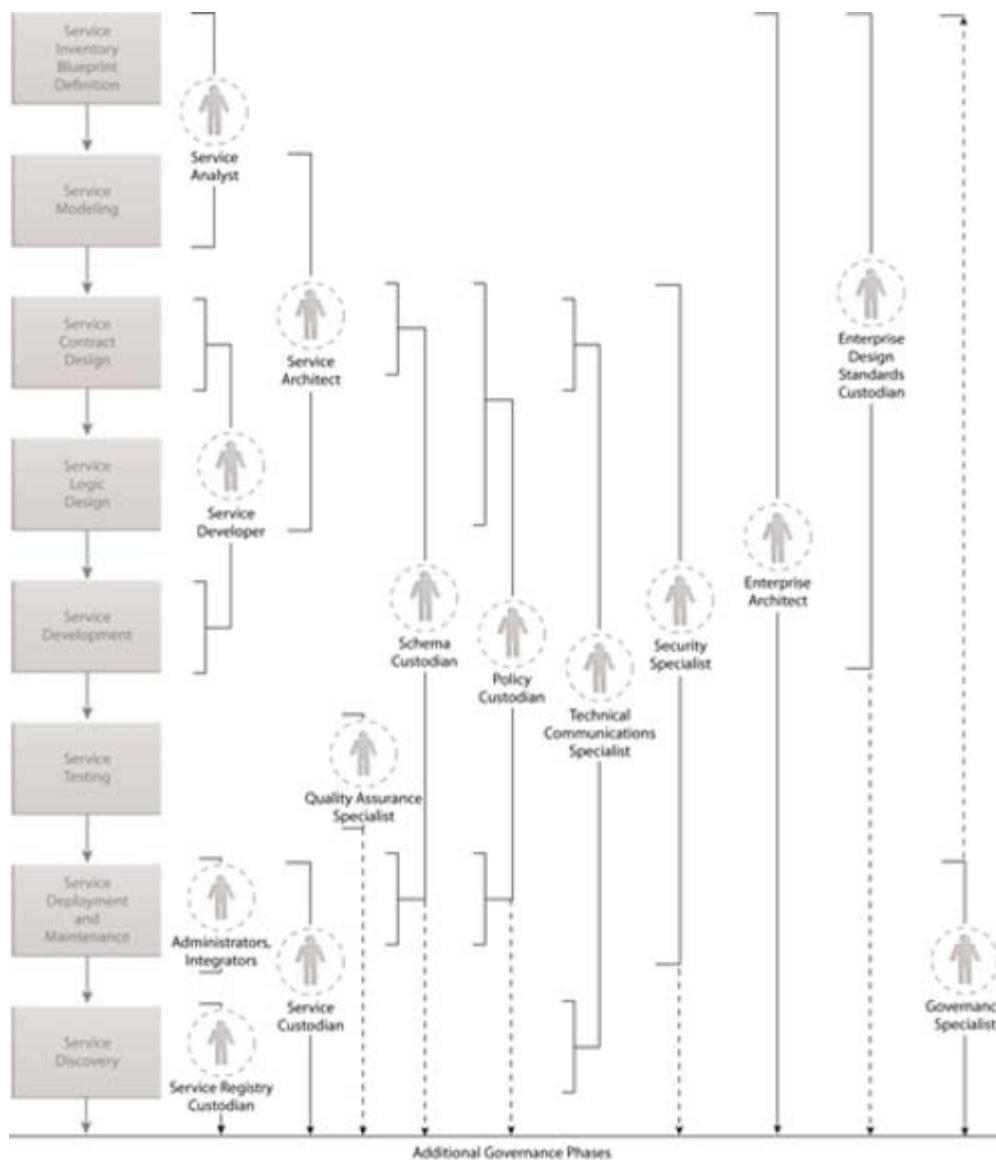 Service
Inventory
Blueprint
Definition
Service
Analyst
Service
Modeling
Service
Contract
Design
Service
Architect
Enterprise
Design
Standards
Custodian
Service
Logic
Design
Service
Developer
Service
Development
Schema
Custodian
Policy
Custodian
Technical
Communications
Specialist
Security
Specialist
Enterprise
Architect
Service
Testing
Quality Assurance
Specialist
Service
Deployment
and
Maintenance
Administrators,
Integrators
Service
Custodian
Governanc
Specialist
Service
Discovery
Service Registry
Custodian
Additional Governance Phases